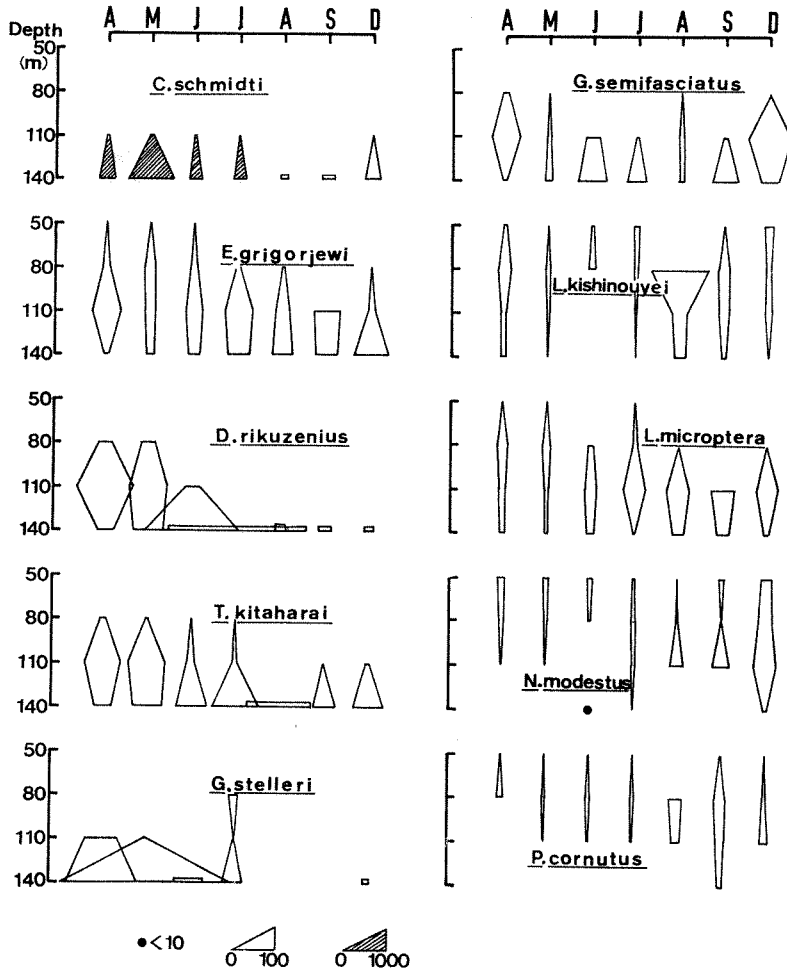 A M J J A S D
Depth
(m)
50
80
110
140
C.schmidti
50
80
110
140
E.grigorjewi
50
80
110
140
D.rikuzenius
50
80
110
140
T.kitaharai
50
80
110
140
G.stelleri
A M J J A S D
G.semifasciatus
L.kishinouyei
L.microptera
N.modestus
P.cornutus
●<10
0 100
0 1000